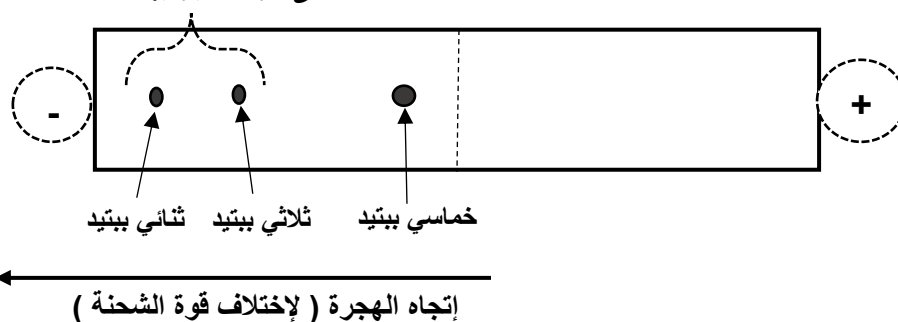 - +
ثنائي ببتيد ثلاثي ببتيد خماسي ببتيد
إتجاه الهجرة ( لإختلاف قوة الشحنة )